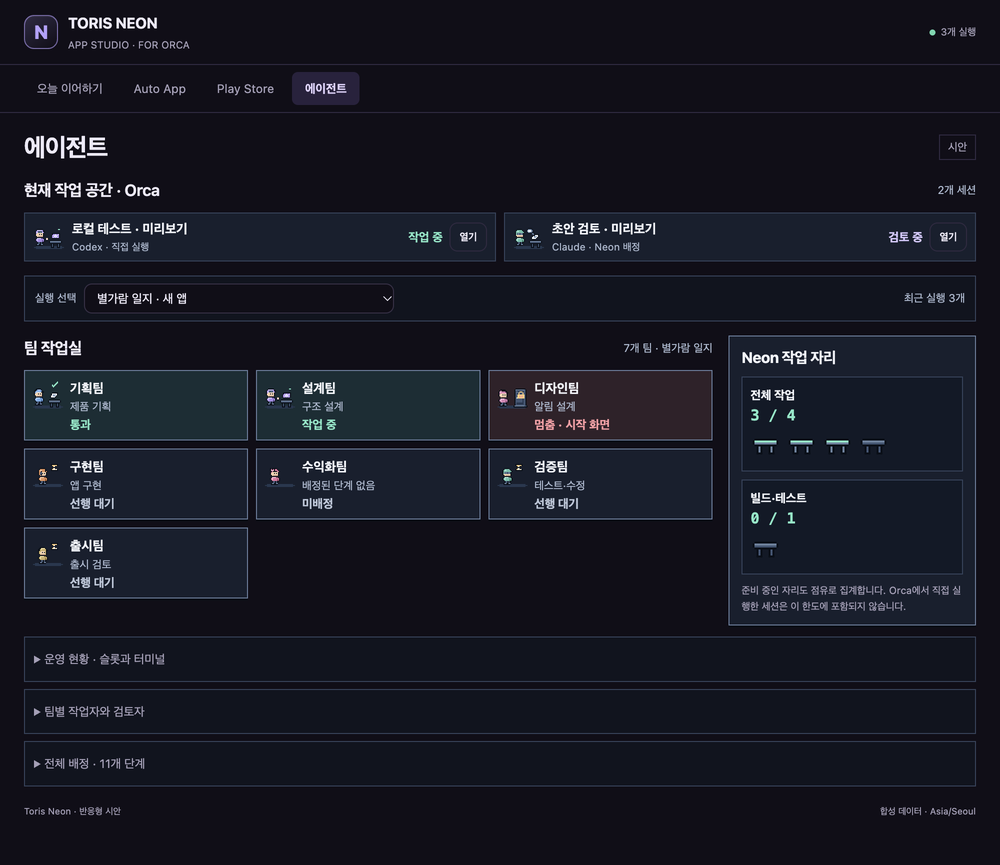 N
TORIS NEON
APP STUDIO · FOR ORCA
3개 실행
오늘 이어하기
Auto App
Play Store
에이전트
에이전트
시안
현재 작업 공간 · Orca
2개 세션
로컬 테스트 · 미리보기
Codex · 직접 실행
작업 중
열기
초안 검토 · 미리보기
Claude · Neon 배정
검토 중
열기
실행 선택
별가람 일지 · 새 앱
최근 실행 3개
팀 작업실
7개 팀 · 별가람 일지
기획팀
제품 기획
통과
설계팀
구조 설계
작업 중
디자인팀
알림 설계
멈춤 · 시작 화면
구현팀
앱 구현
선행 대기
수익화팀
배정된 단계 없음
미배정
검증팀
테스트·수정
선행 대기
출시팀
출시 검토
선행 대기
Neon 작업 자리
전체 작업
3 / 4
빌드·테스트
0 / 1
준비 중인 자리도 점유로 집계합니다. Orca에서 직접 실
행한 세션은 이 한도에 포함되지 않습니다.
▶ 운영 현황 · 슬롯과 터미널
▶ 팀별 작업자와 검토자
▶ 전체 배정 · 11개 단계
Toris Neon · 반응형 시안
합성 데이터 · Asia/Seoul